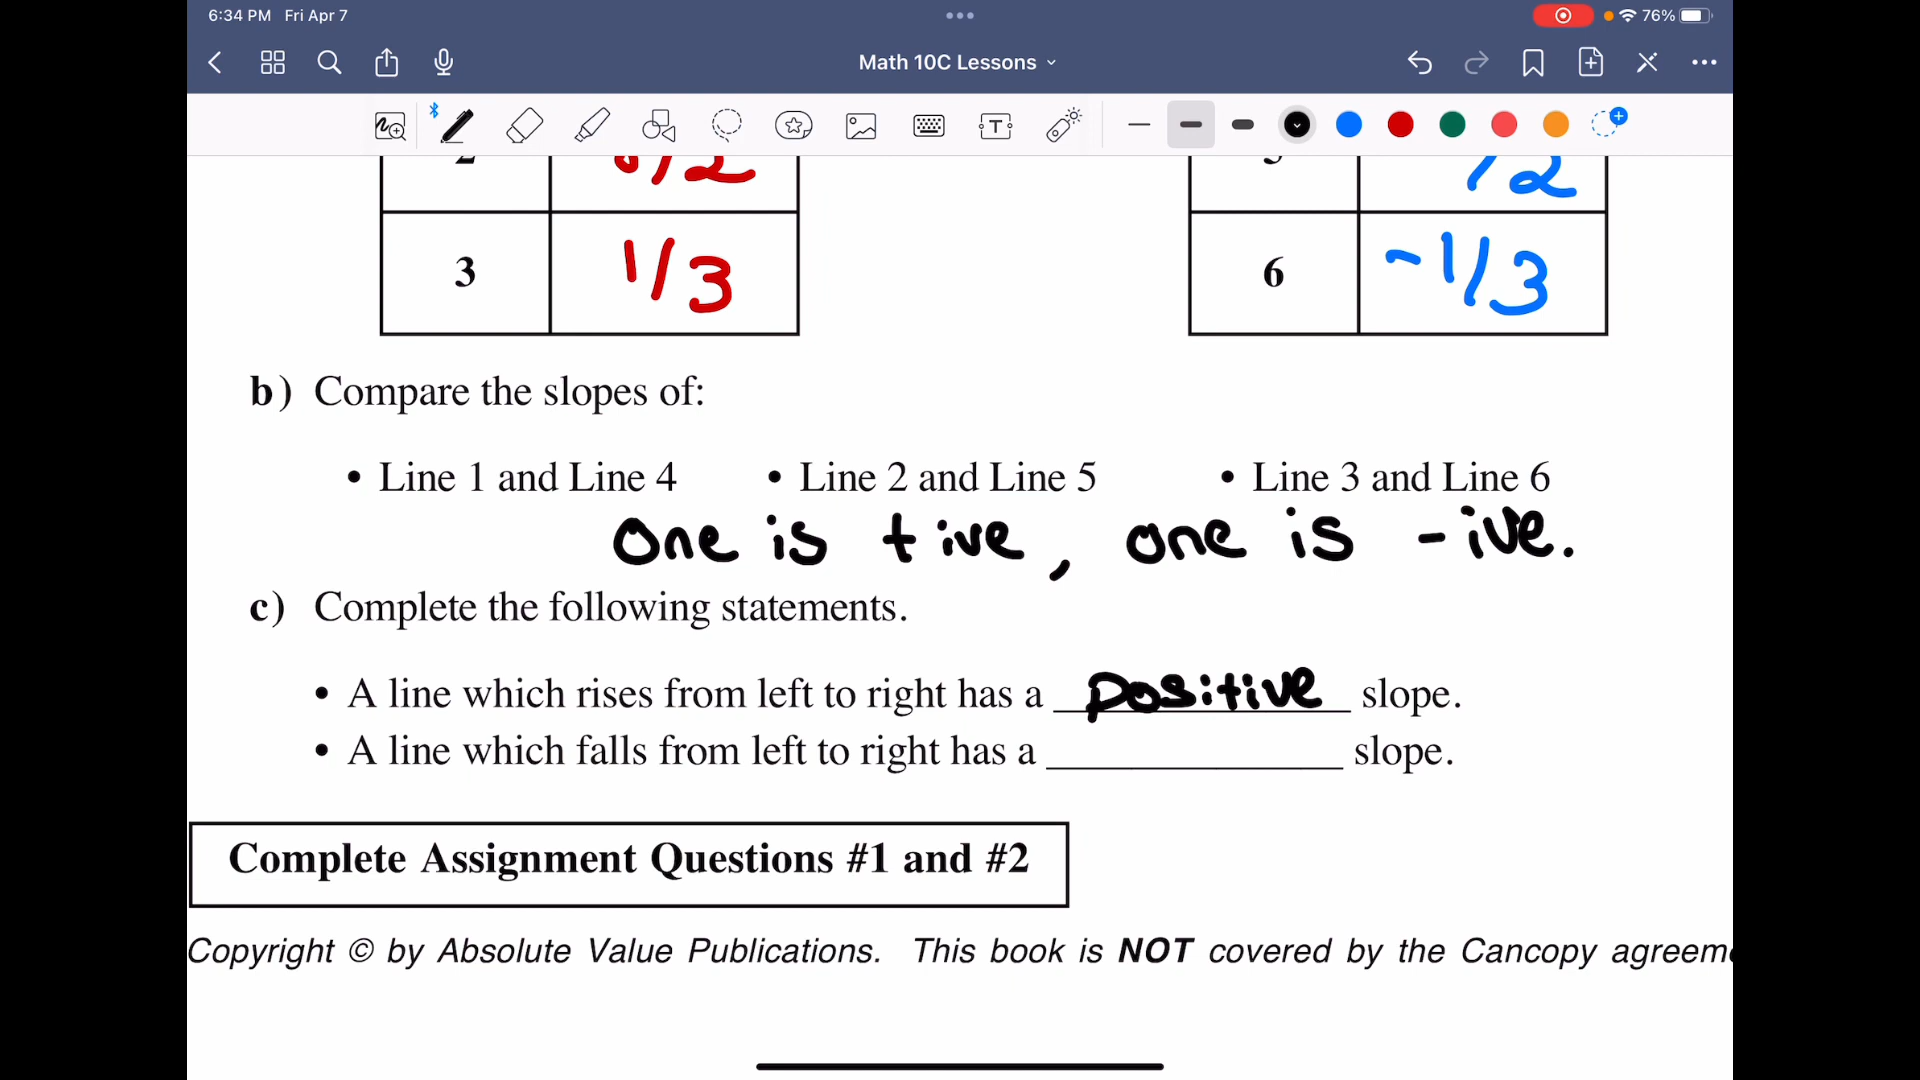 6:34 PM Fri Apr 7
76%
Math 10C Lessons
3 1/3
6 -1/3
b) Compare the slopes of:
• Line 1 and Line 4 • Line 2 and Line 5 • Line 3 and Line 6
One is +ive, one is -ive.
c) Complete the following statements.
• A line which rises from left to right has a positive slope.
• A line which falls from left to right has a ______________ slope.
Complete Assignment Questions #1 and #2
Copyright © by Absolute Value Publications. This book is NOT covered by the Cancopy agreem